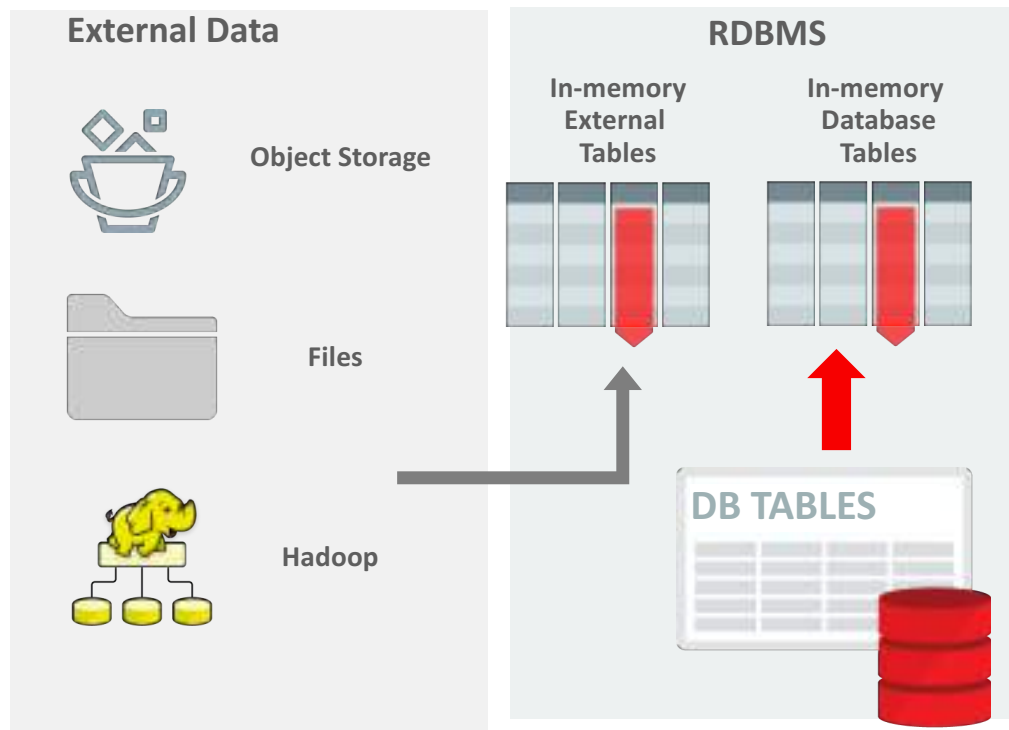 External Data
Object Storage
Files
Hadoop
RDBMS
In-memory
External
Tables
In-memory
Database
Tables
DB TABLES